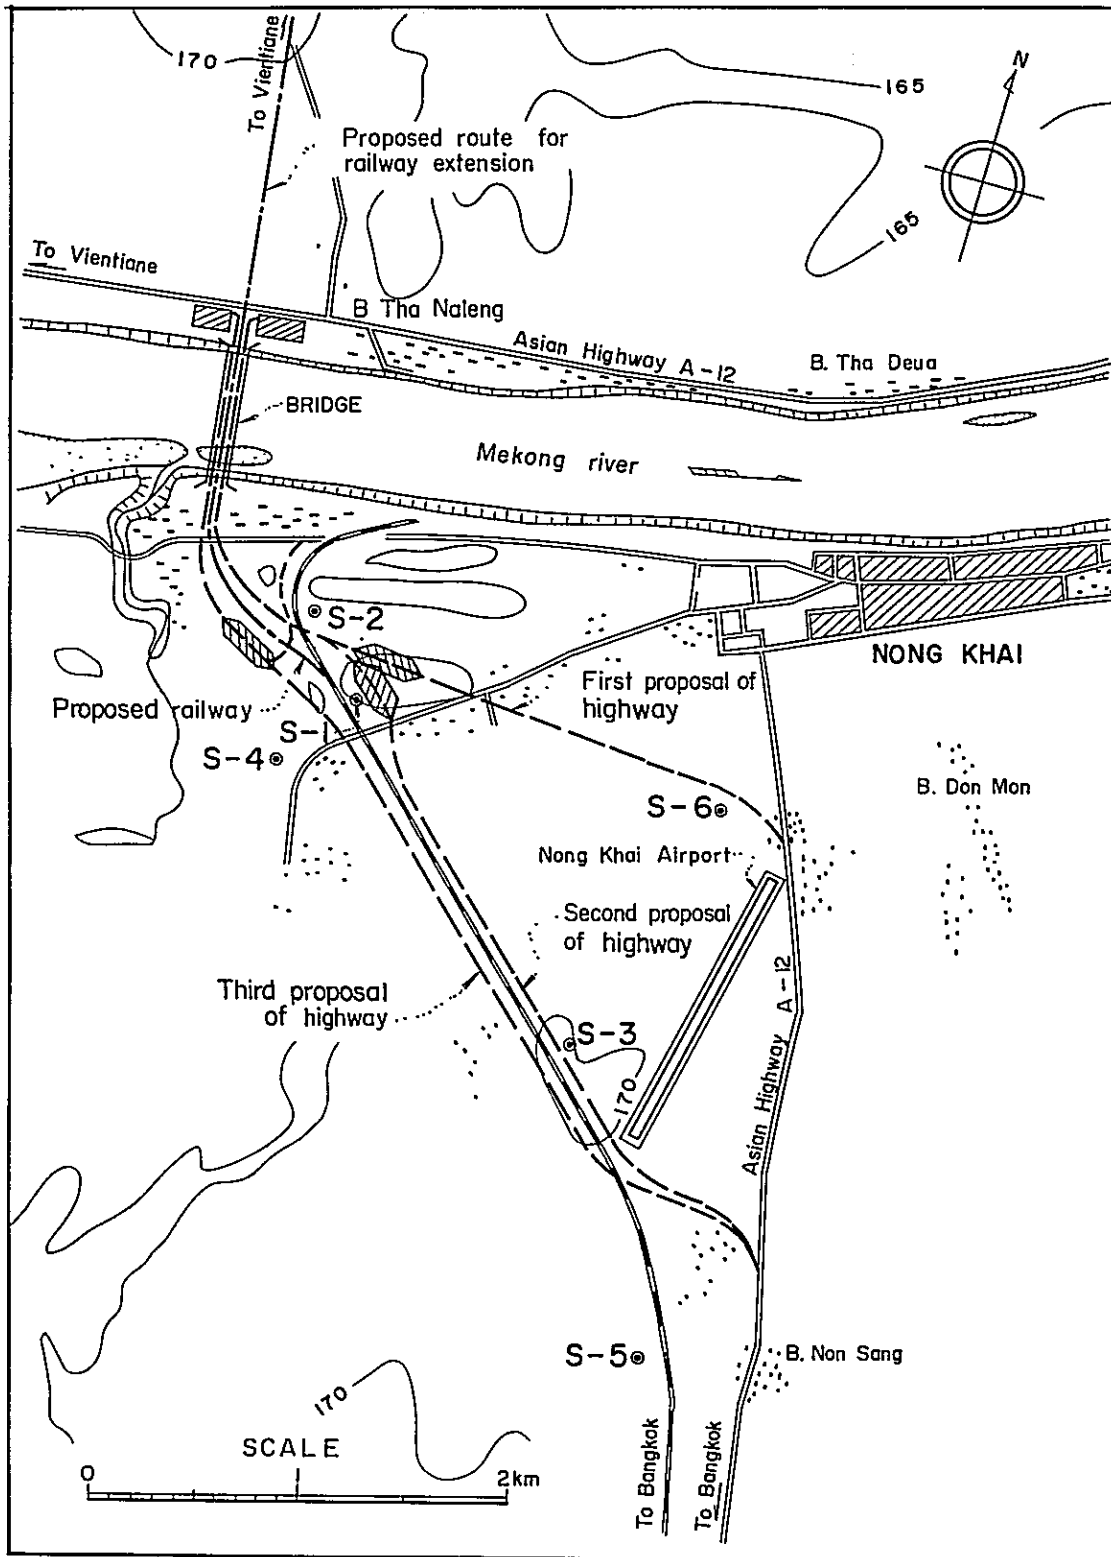 170
To Vientiane
165
N
Proposed route for
railway extension
165
To Vientiane
B Tha Naleng
Asian Highway A-12
B. Tha Deua
BRIDGE
Mekong river
S-2
NONG KHAI
First proposal of
highway
Proposed railway
S-1
S-4
S-6
B. Don Mon
Nong Khai Airport
Second proposal
of highway
Third proposal
of highway
S-3
170
Asian Highway A-12
S-5
B. Non Sang
170
SCALE
0
2km
To Bangkok
To Bangkok